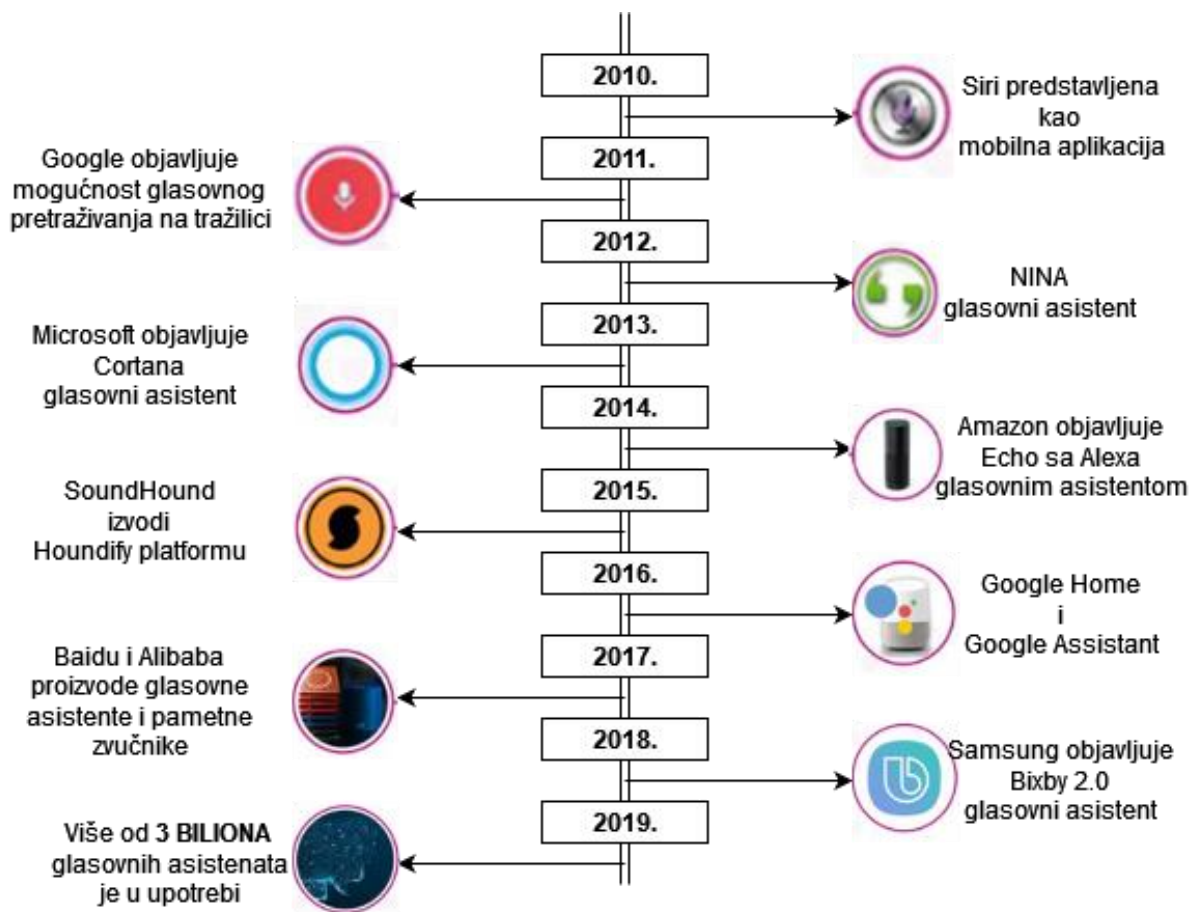 2010.
Siri predstavljena
kao
mobilna aplikacija
2011.
Google objavljuje
mogućnost glasovnog
pretraživanja na tražilici
2012.
NINA
glasovni asistent
2013.
Microsoft objavljuje
Cortana
glasovni asistent
2014.
Amazon objavljuje
Echo sa Alexa
glasovnim asistentom
2015.
SoundHound
izvodi
Houndify platformu
2016.
Google Home
i
Google Assistant
2017.
Baidu i Alibaba
proizvode glasovne
asistente i pametne
zvučnike
2018.
Samsung objavljuje
Bixby 2.0
glasovni asistent
2019.
Više od 3 BILIONA
glasovnih asistenata
je u upotrebi